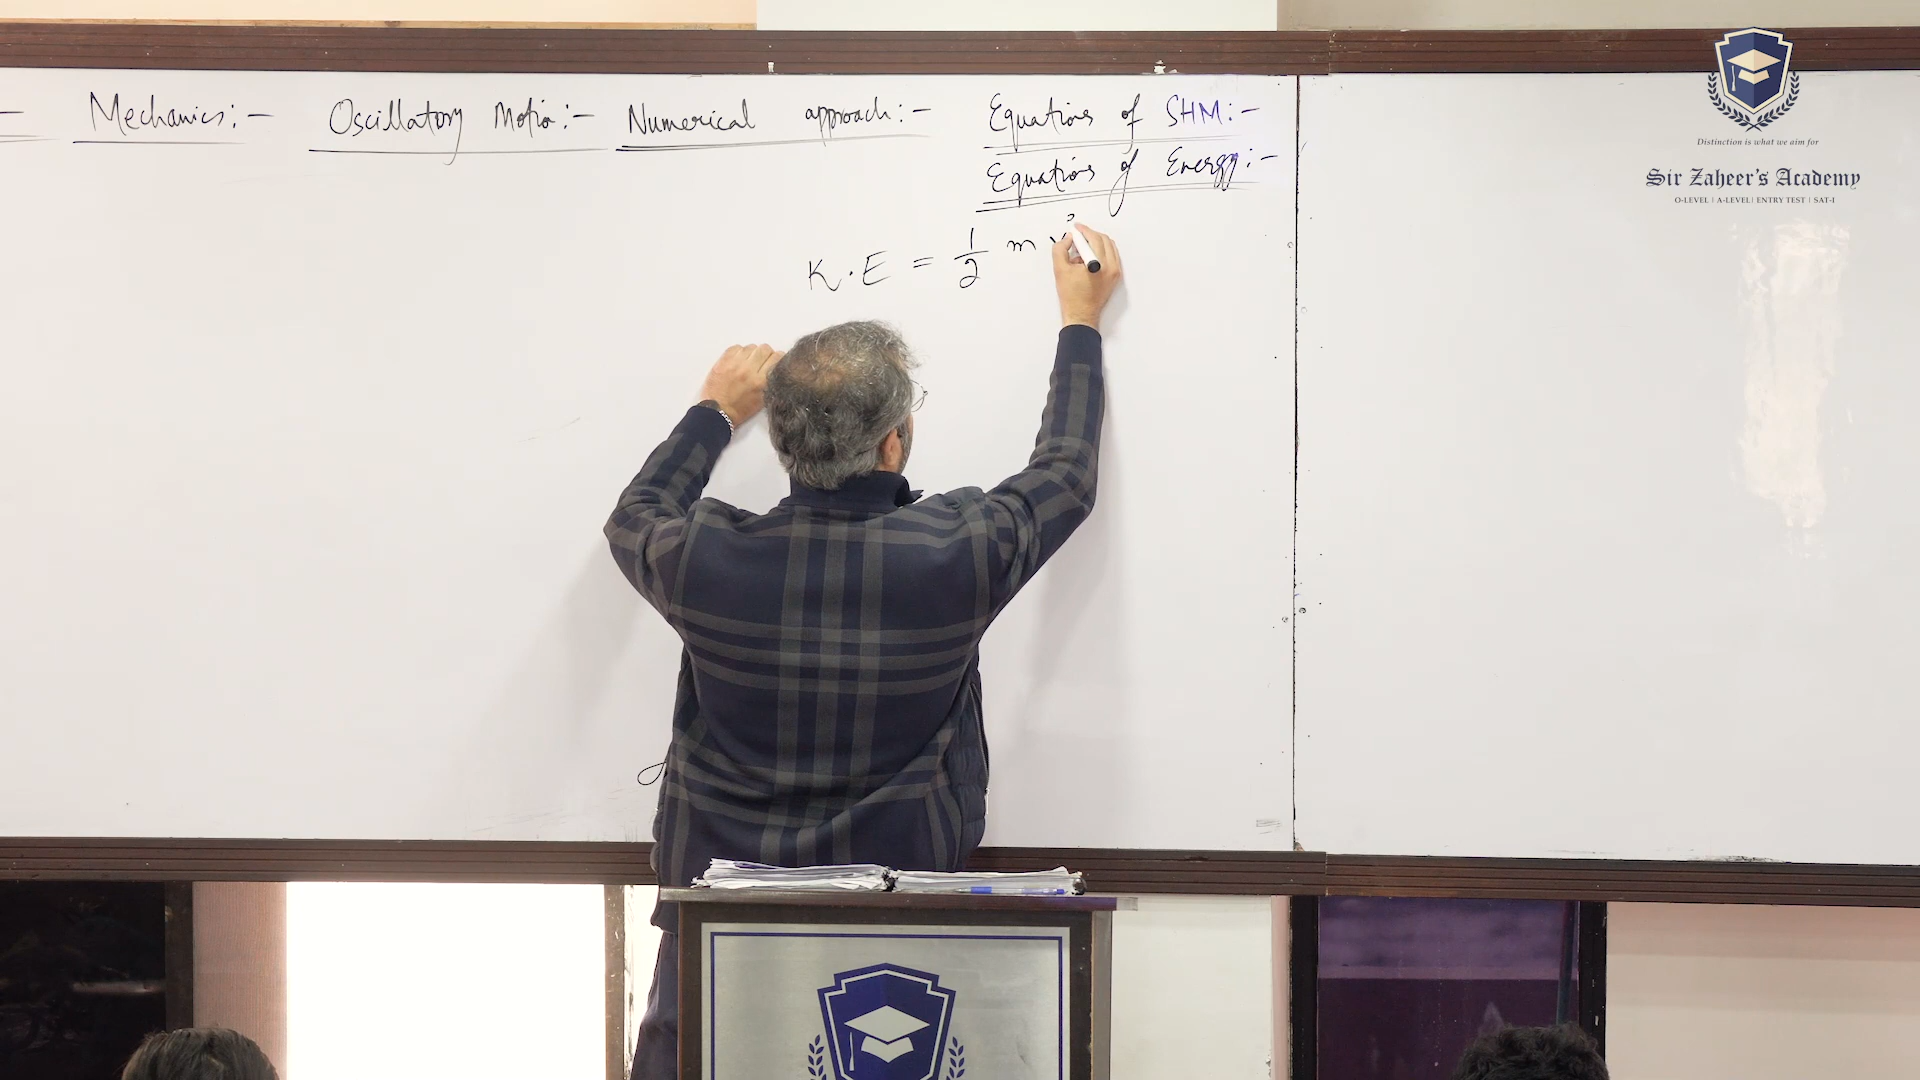 Mechanics:- Oscillatory Motion:- Numerical approach:- Equations of SHM:-
Equations of Energy:-
K.E = 1/2 m v²
Distinction is what we aim for
Sir Zaheer's Academy
O-LEVEL | A-LEVEL | ENTRY TEST | SAT-I